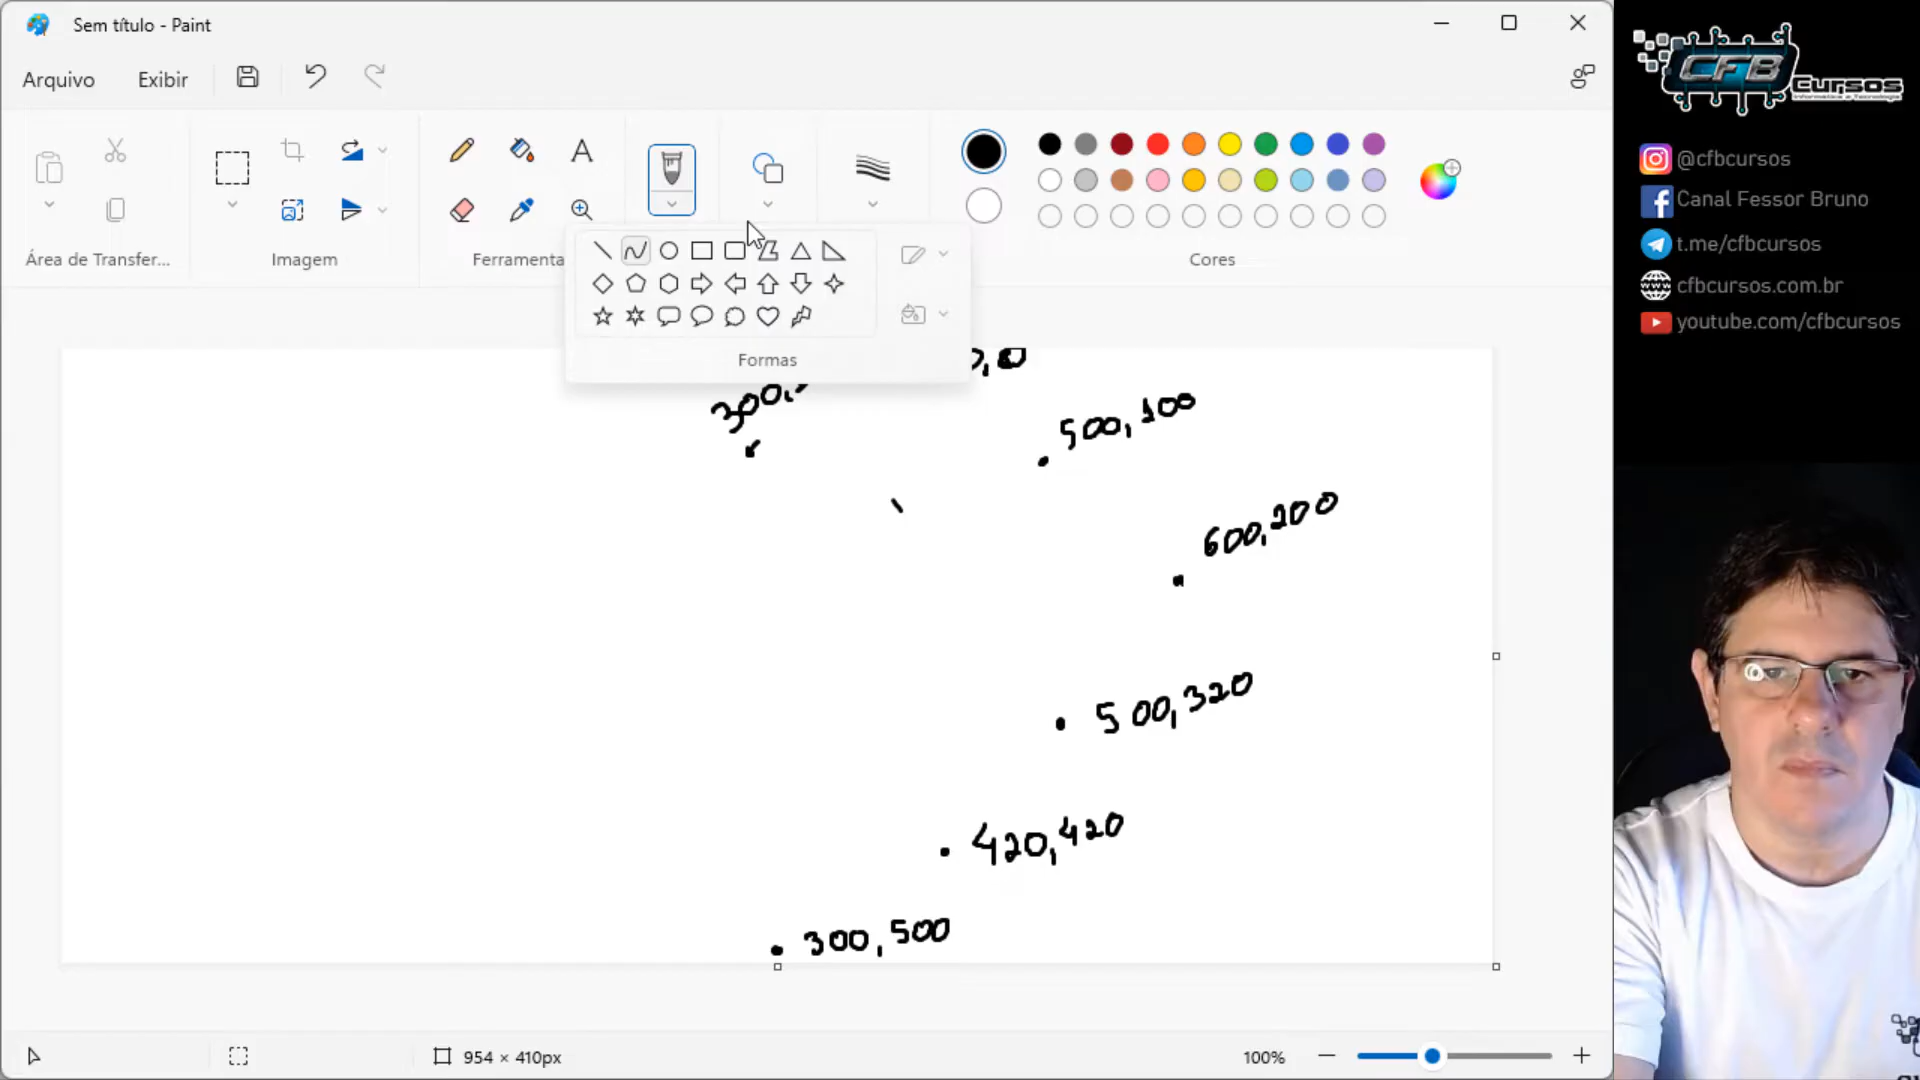 Sem título - Paint
Arquivo Exibir
Área de Transfer... Imagem Ferramenta Cores
Formas
500,100
600,200
500,320
420,420
300,500
954 × 410px 100%
CFB
Cursos
Informática e Tecnologia
@cfbcursos
Canal Fessor Bruno
t.me/cfbcursos
cfbcursos.com.br
youtube.com/cfbcursos